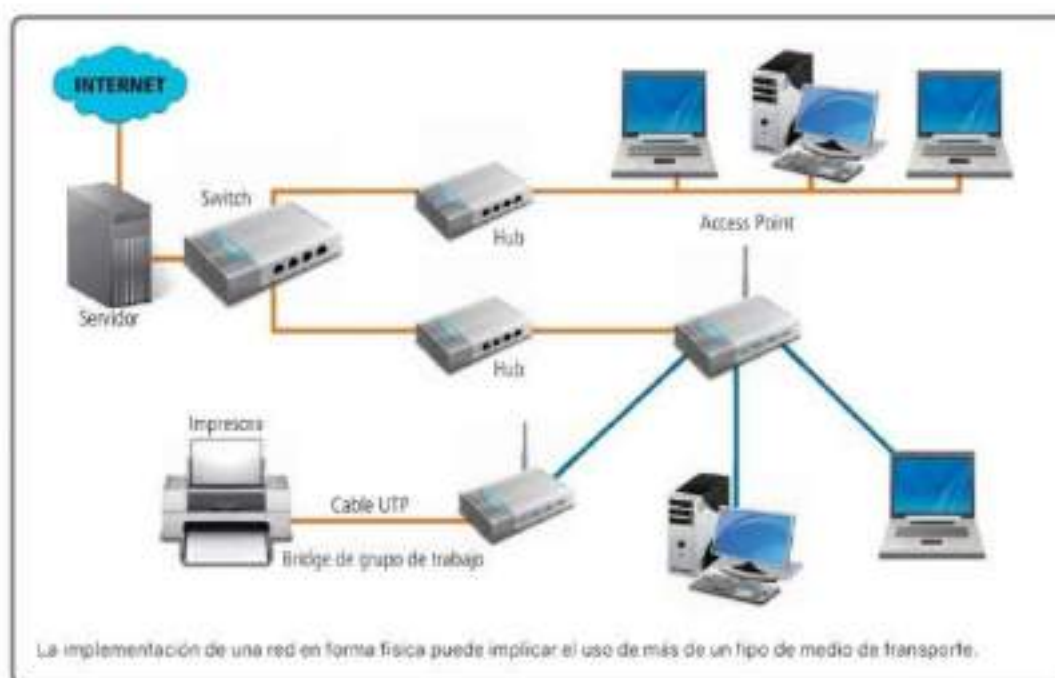 INTERNET
Switch
Hub
Access Point
Servidor
Hub
Impresora
Cable UTP
Bridge de grupo de trabajo
La implementación de una red en forma física puede implicar el uso de más de un tipo de medio de transporte.